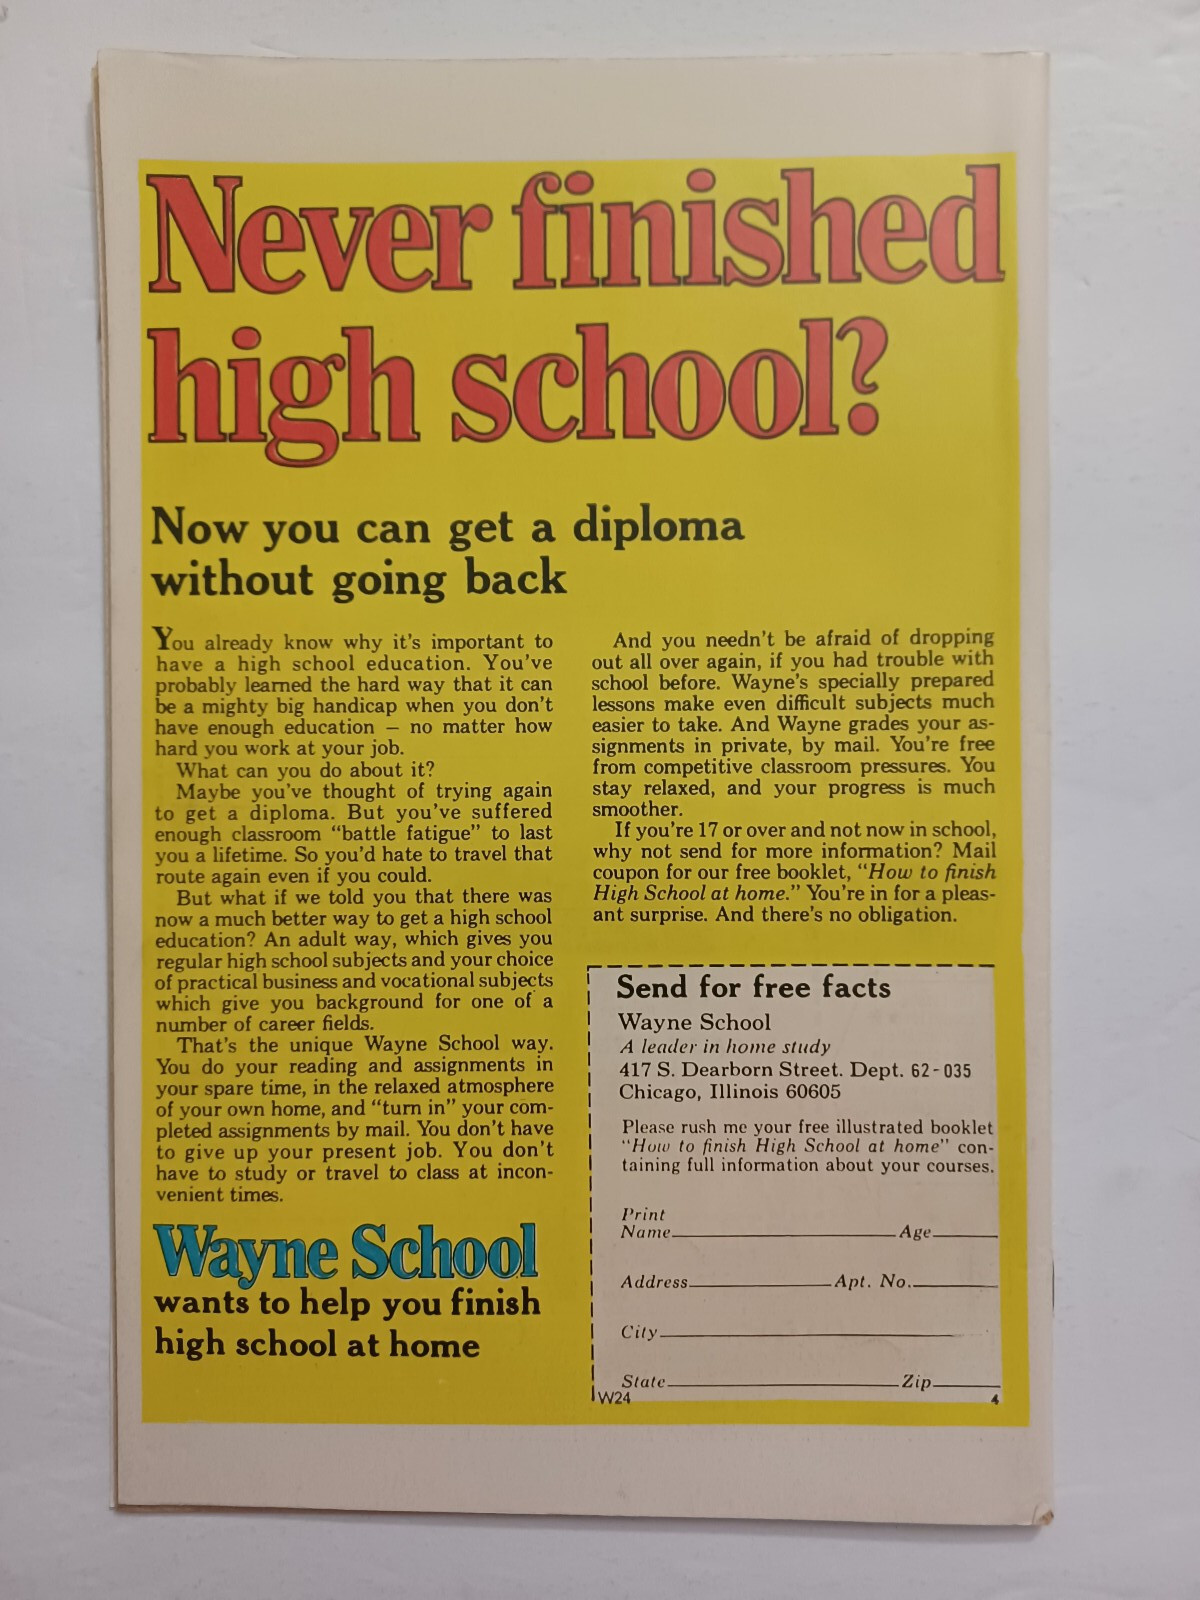 Never finished
high school?
Now you can get a diploma
without going back
You already know why it's important to
have a high school education. You've
probably learned the hard way that it can
be a mighty big handicap when you don't
have enough education – no matter how
hard you work at your job.
What can you do about it?
Maybe you've thought of trying again
to get a diploma. But you've suffered
enough classroom "battle fatigue" to last
you a lifetime. So you'd hate to travel that
route again even if you could.
But what if we told you that there was
now a much better way to get a high school
education? An adult way, which gives you
regular high school subjects and your choice
of practical business and vocational subjects
which give you background for one of a
number of career fields.
That's the unique Wayne School way.
You do your reading and assignments in
your spare time, in the relaxed atmosphere
of your own home, and "turn in" your com-
pleted assignments by mail. You don't have
to give up your present job. You don't
have to study or travel to class at incon-
venient times.
Wayne School
wants to help you finish
high school at home
And you needn't be afraid of dropping
out all over again, if you had trouble with
school before. Wayne's specially prepared
lessons make even difficult subjects much
easier to take. And Wayne grades your as-
signments in private, by mail. You're free
from competitive classroom pressures. You
stay relaxed, and your progress is much
smoother.
If you're 17 or over and not now in school,
why not send for more information? Mail
coupon for our free booklet, "How to finish
High School at home." You're in for a pleas-
ant surprise. And there's no obligation.
Send for free facts
Wayne School
A leader in home study
417 S. Dearborn Street. Dept. 62-035
Chicago, Illinois 60605
Please rush me your free illustrated booklet
"How to finish High School at home" con-
taining full information about your courses.
Print
Name Age
Address Apt. No.
City
State Zip
W24 4